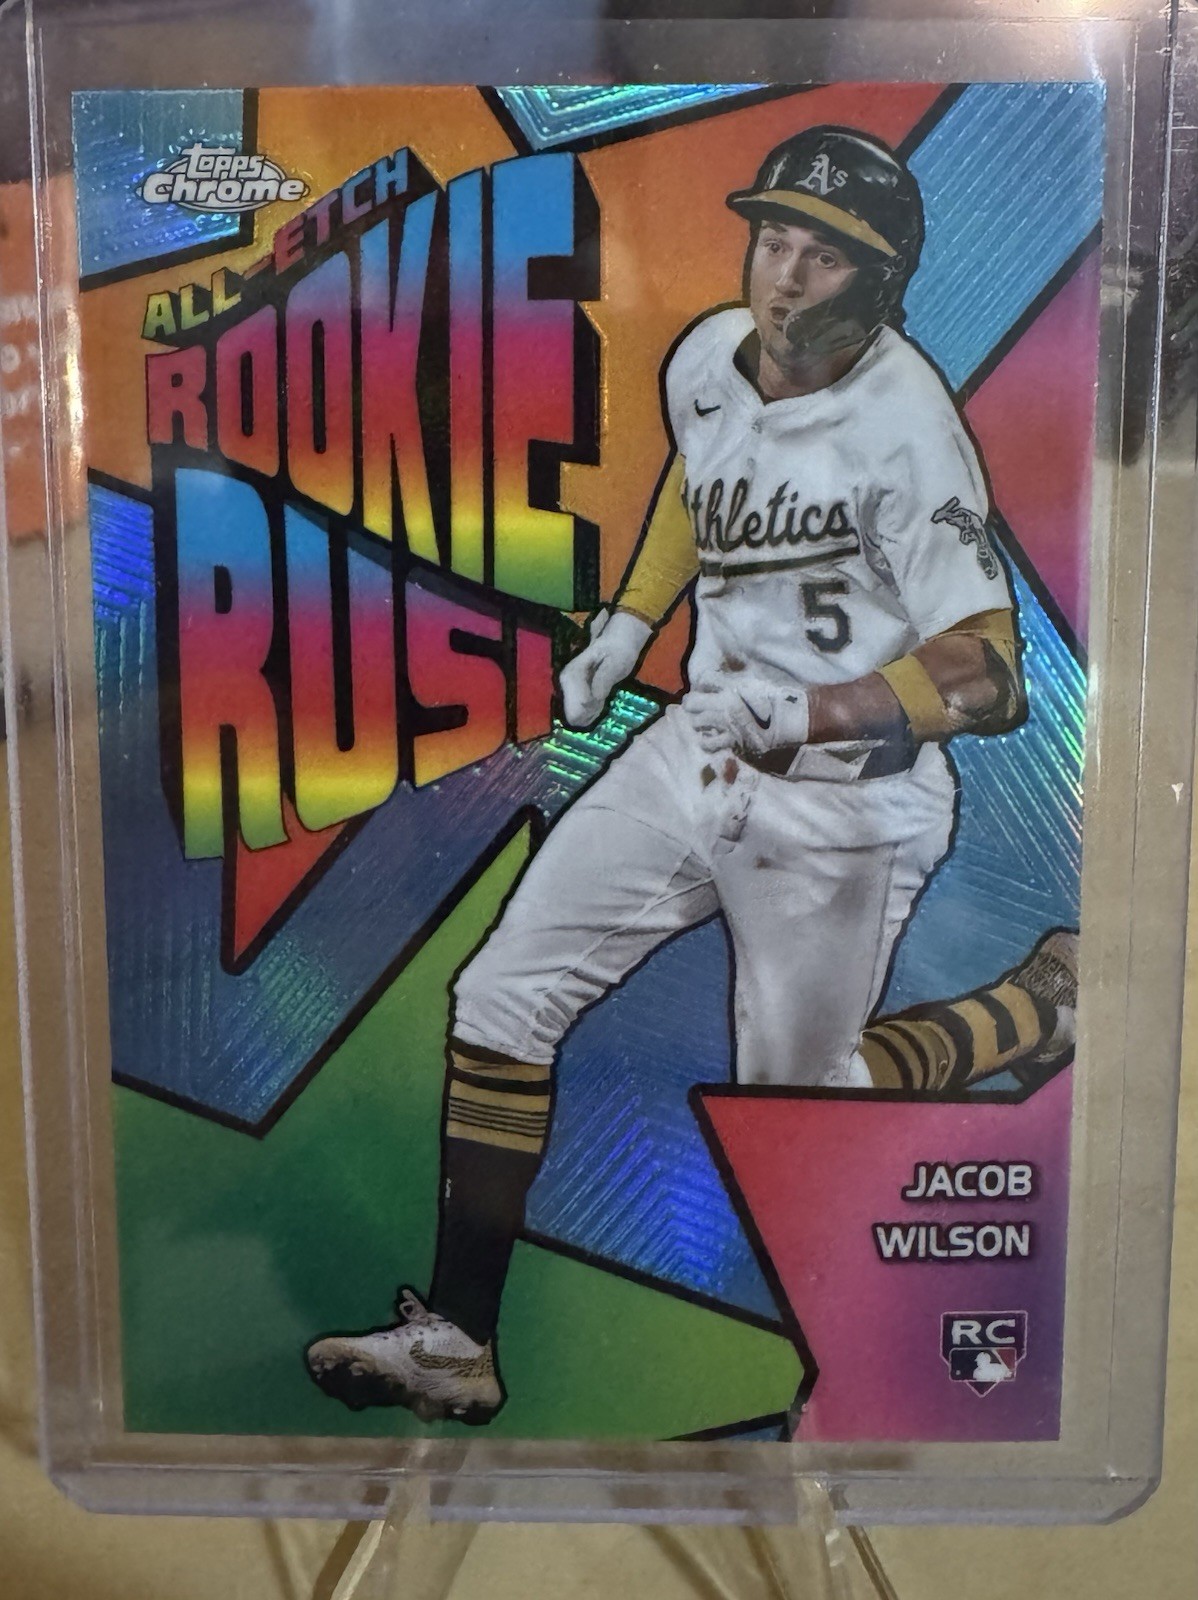 Topps
Chrome
ALL-ETCH
ROOKIE
RUSH
A's
Athletics
5
JACOB
WILSON
RC